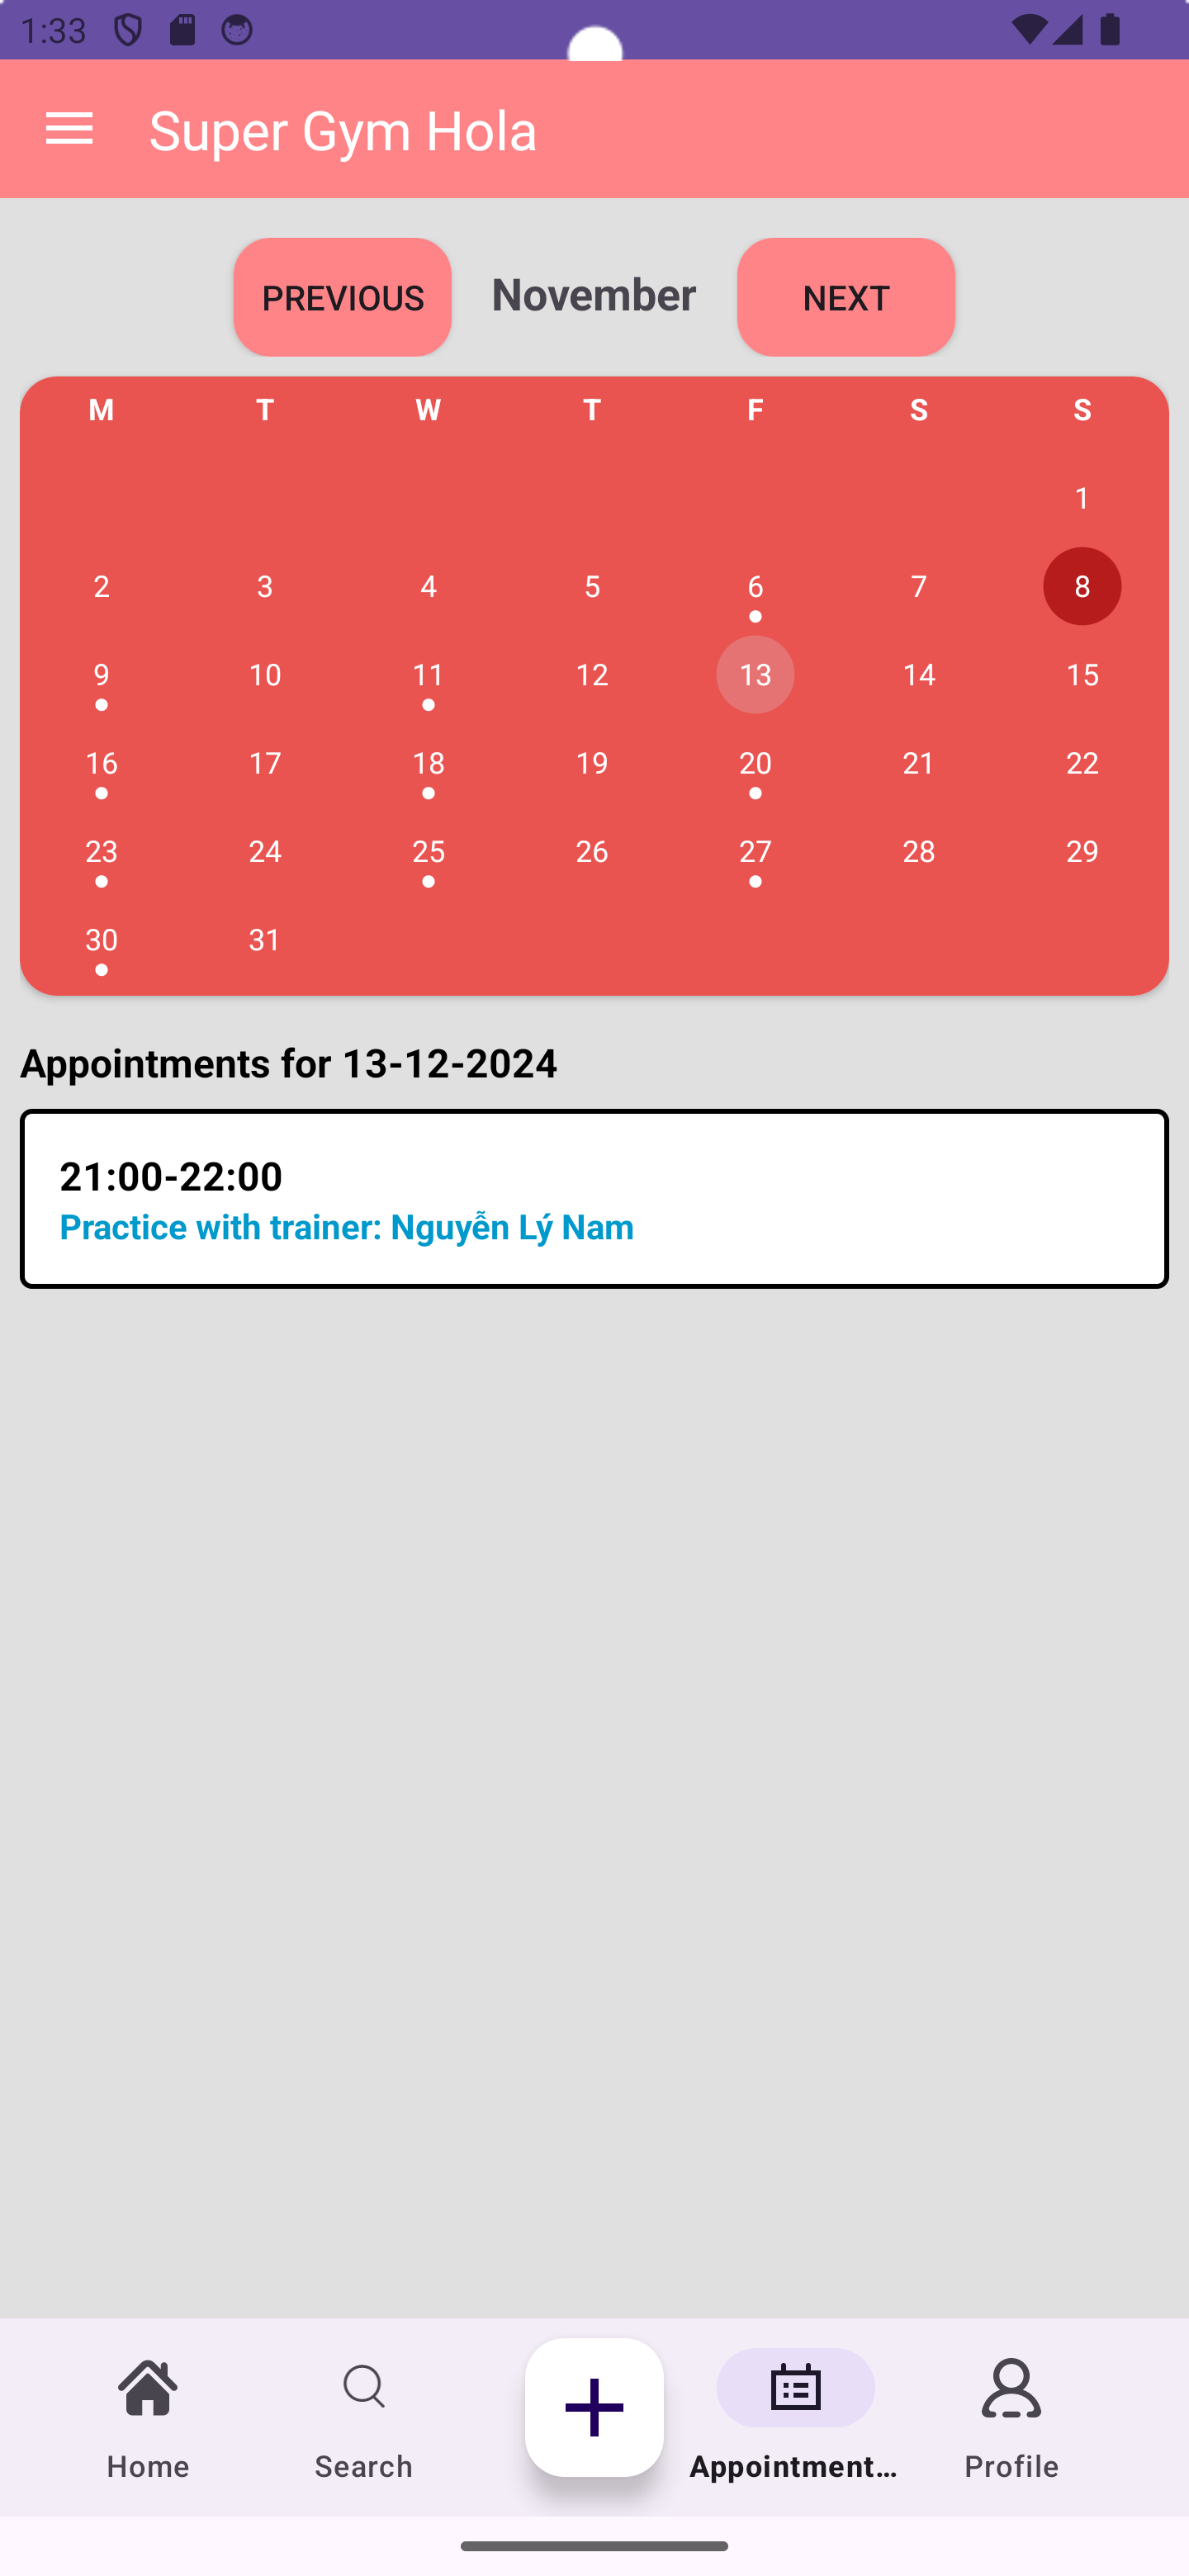 1:33
Super Gym Hola
PREVIOUS November NEXT
M T W T F S S
1
2 3 4 5 6 7 8
9 10 11 12 13 14 15
16 17 18 19 20 21 22
23 24 25 26 27 28 29
30 31
Appointments for 13-12-2024
21:00-22:00
Practice with trainer: Nguyễn Lý Nam
Home Search Appointment... Profile